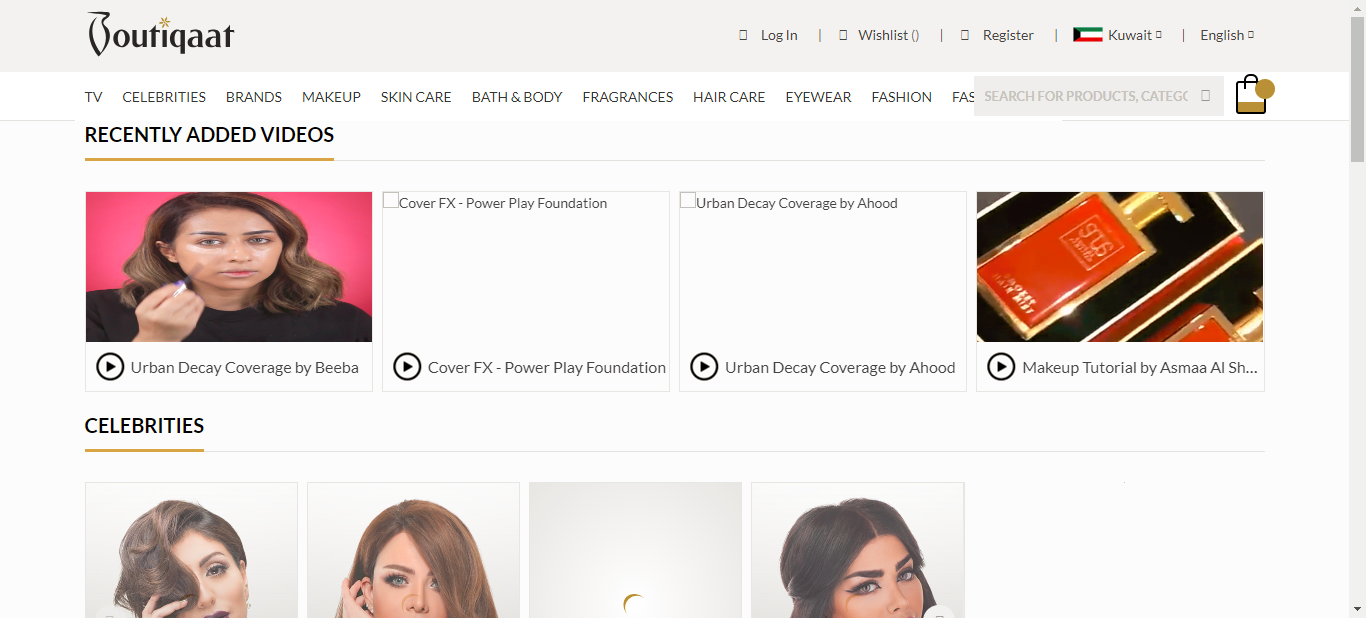 Boutiqaat
Log In | Wishlist () | Register | Kuwait | English
TV CELEBRITIES BRANDS MAKEUP SKIN CARE BATH & BODY FRAGRANCES HAIR CARE EYEWEAR FASHION FAS SEARCH FOR PRODUCTS, CATEGO
RECENTLY ADDED VIDEOS
Cover FX - Power Play Foundation
Urban Decay Coverage by Ahood
Urban Decay Coverage by Beeba
Cover FX - Power Play Foundation
Urban Decay Coverage by Ahood
Makeup Tutorial by Asmaa Al Sh...
CELEBRITIES